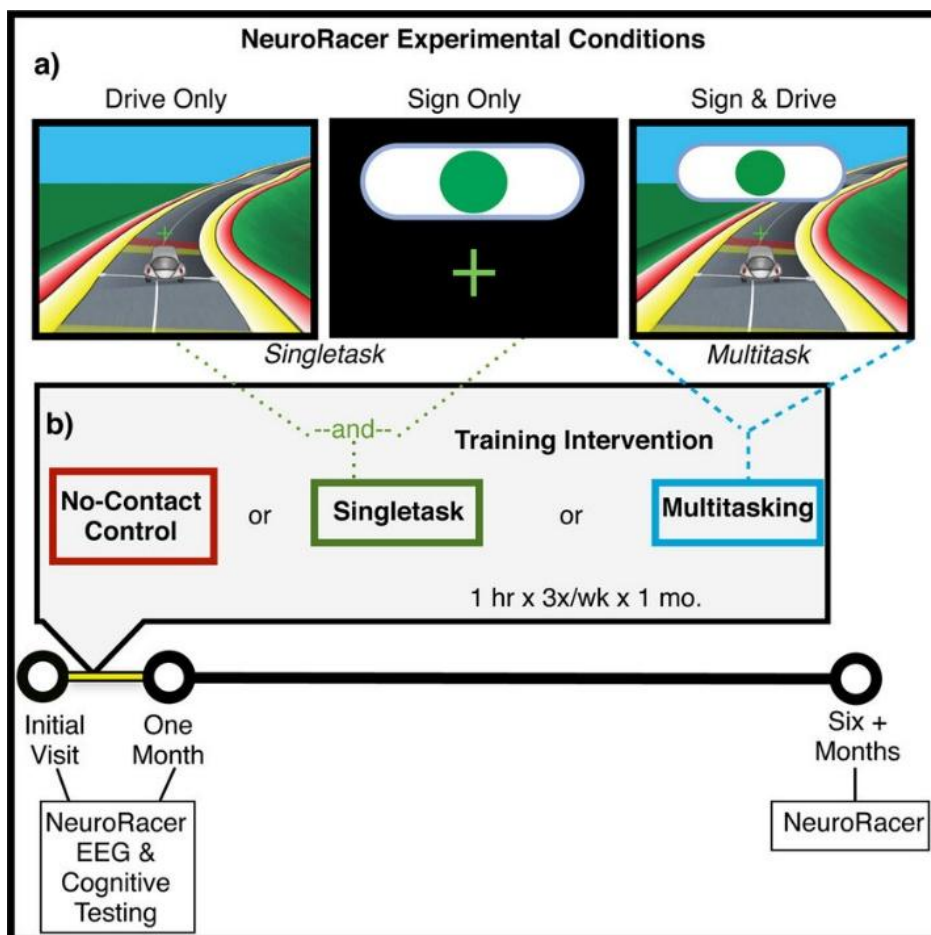 NeuroRacer Experimental Conditions
a)
Drive Only
Sign Only
Sign & Drive
Singletask
Multitask
b)
--and--
Training Intervention
No-Contact
Control
or
Singletask
or
Multitasking
1 hr x 3x/wk x 1 mo.
Initial
Visit
One
Month
Six +
Months
NeuroRacer
EEG &
Cognitive
Testing
NeuroRacer